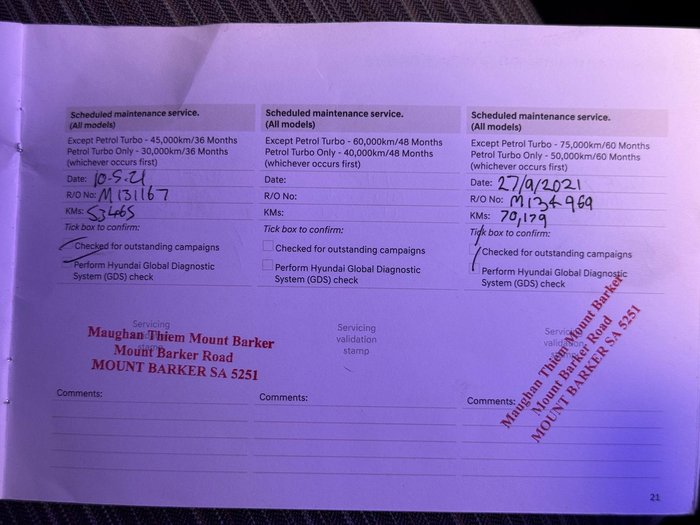 Scheduled maintenance service.
(All models)
Except Petrol Turbo - 45,000km/36 Months
Petrol Turbo Only - 30,000km/36 Months
(whichever occurs first)
Date: 10-5-21
R/O No: M131167
KMs: 53465
Tick box to confirm:
Checked for outstanding campaigns
Perform Hyundai Global Diagnostic
System (GDS) check
Servicing
Maughan Thiem Mount Barker
Mount Barker Road
MOUNT BARKER SA 5251
Comments:
Scheduled maintenance service.
(All models)
Except Petrol Turbo - 60,000km/48 Months
Petrol Turbo Only - 40,000km/48 Months
(whichever occurs first)
Date:
R/O No:
KMs:
Tick box to confirm:
Checked for outstanding campaigns
Perform Hyundai Global Diagnostic
System (GDS) check
Servicing
validation
stamp
Comments:
Scheduled maintenance service.
(All models)
Except Petrol Turbo - 75,000km/60 Months
Petrol Turbo Only - 50,000km/60 Months
(whichever occurs first)
Date: 27/9/2021
R/O No: M134969
KMs: 70,129
Tick box to confirm:
Checked for outstanding campaigns
Perform Hyundai Global Diagnostic
System (GDS) check
Maughan Thiem Mount Barker
Mount Barker Road
MOUNT BARKER SA 5251
Comments:
21